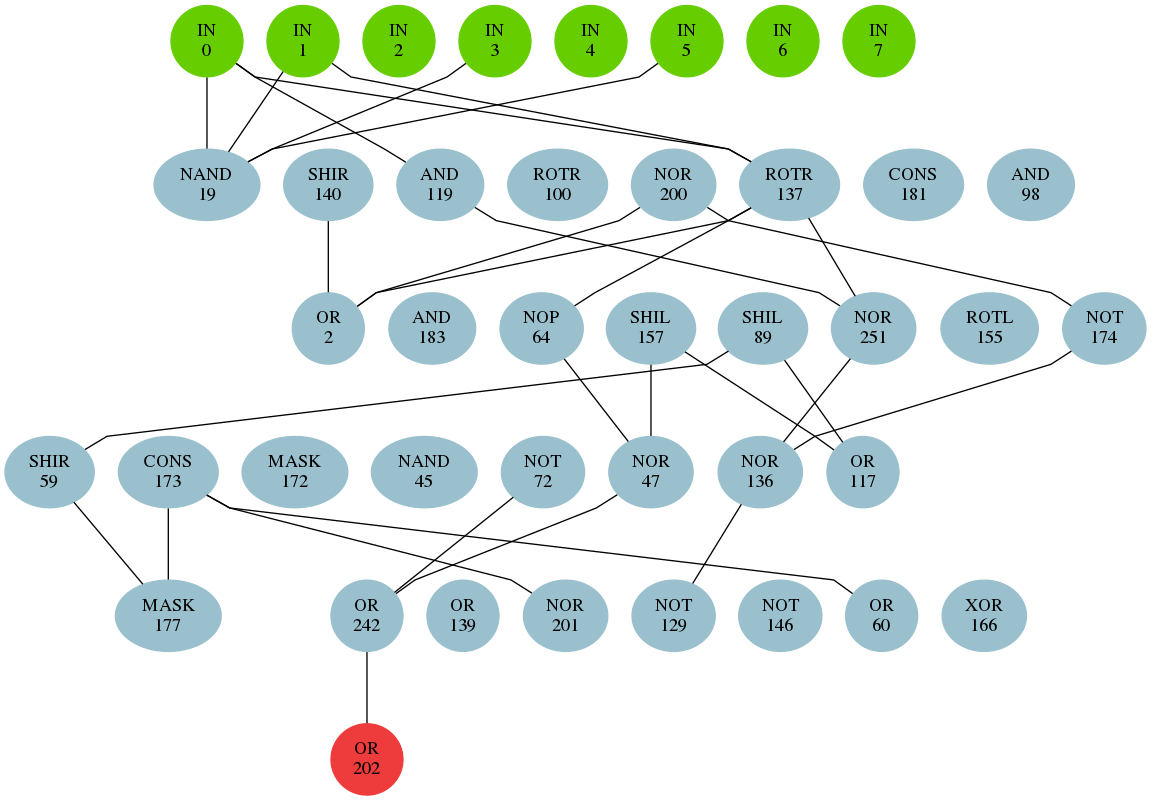 IN
0
IN
1
IN
2
IN
3
IN
4
IN
5
IN
6
IN
7
NAND
19
SHIR
140
AND
119
ROTR
100
NOR
200
ROTR
137
CONS
181
AND
98
OR
2
AND
183
NOP
64
SHIL
157
SHIL
89
NOR
251
ROTL
155
NOT
174
SHIR
59
CONS
173
MASK
172
NAND
45
NOT
72
NOR
47
NOR
136
OR
117
MASK
177
OR
242
OR
139
NOR
201
NOT
129
NOT
146
OR
60
XOR
166
OR
202